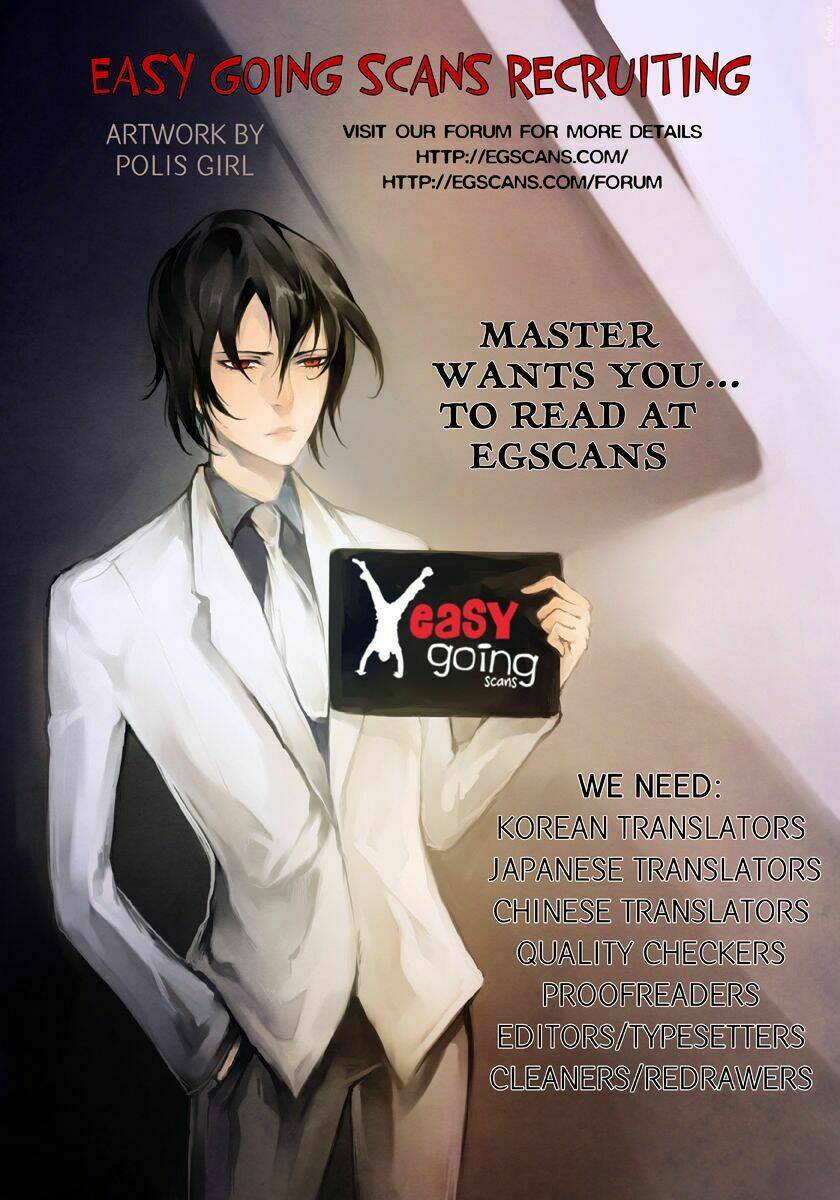 EASY GOING SCANS RECRUITING
ARTWORK BY
POLIS GIRL
VISIT OUR FORUM FOR MORE DETAILS
HTTP://EGSCANS.COM/
HTTP://EGSCANS.COM/FORUM
MASTER
WANTS YOU...
TO READ AT
EGSCANS
easy
going
scans
WE NEED:
KOREAN TRANSLATORS
JAPANESE TRANSLATORS
CHINESE TRANSLATORS
QUALITY CHECKERS
PROOFREADERS
EDITORS/TYPESETTERS
CLEANERS/REDRAWERS